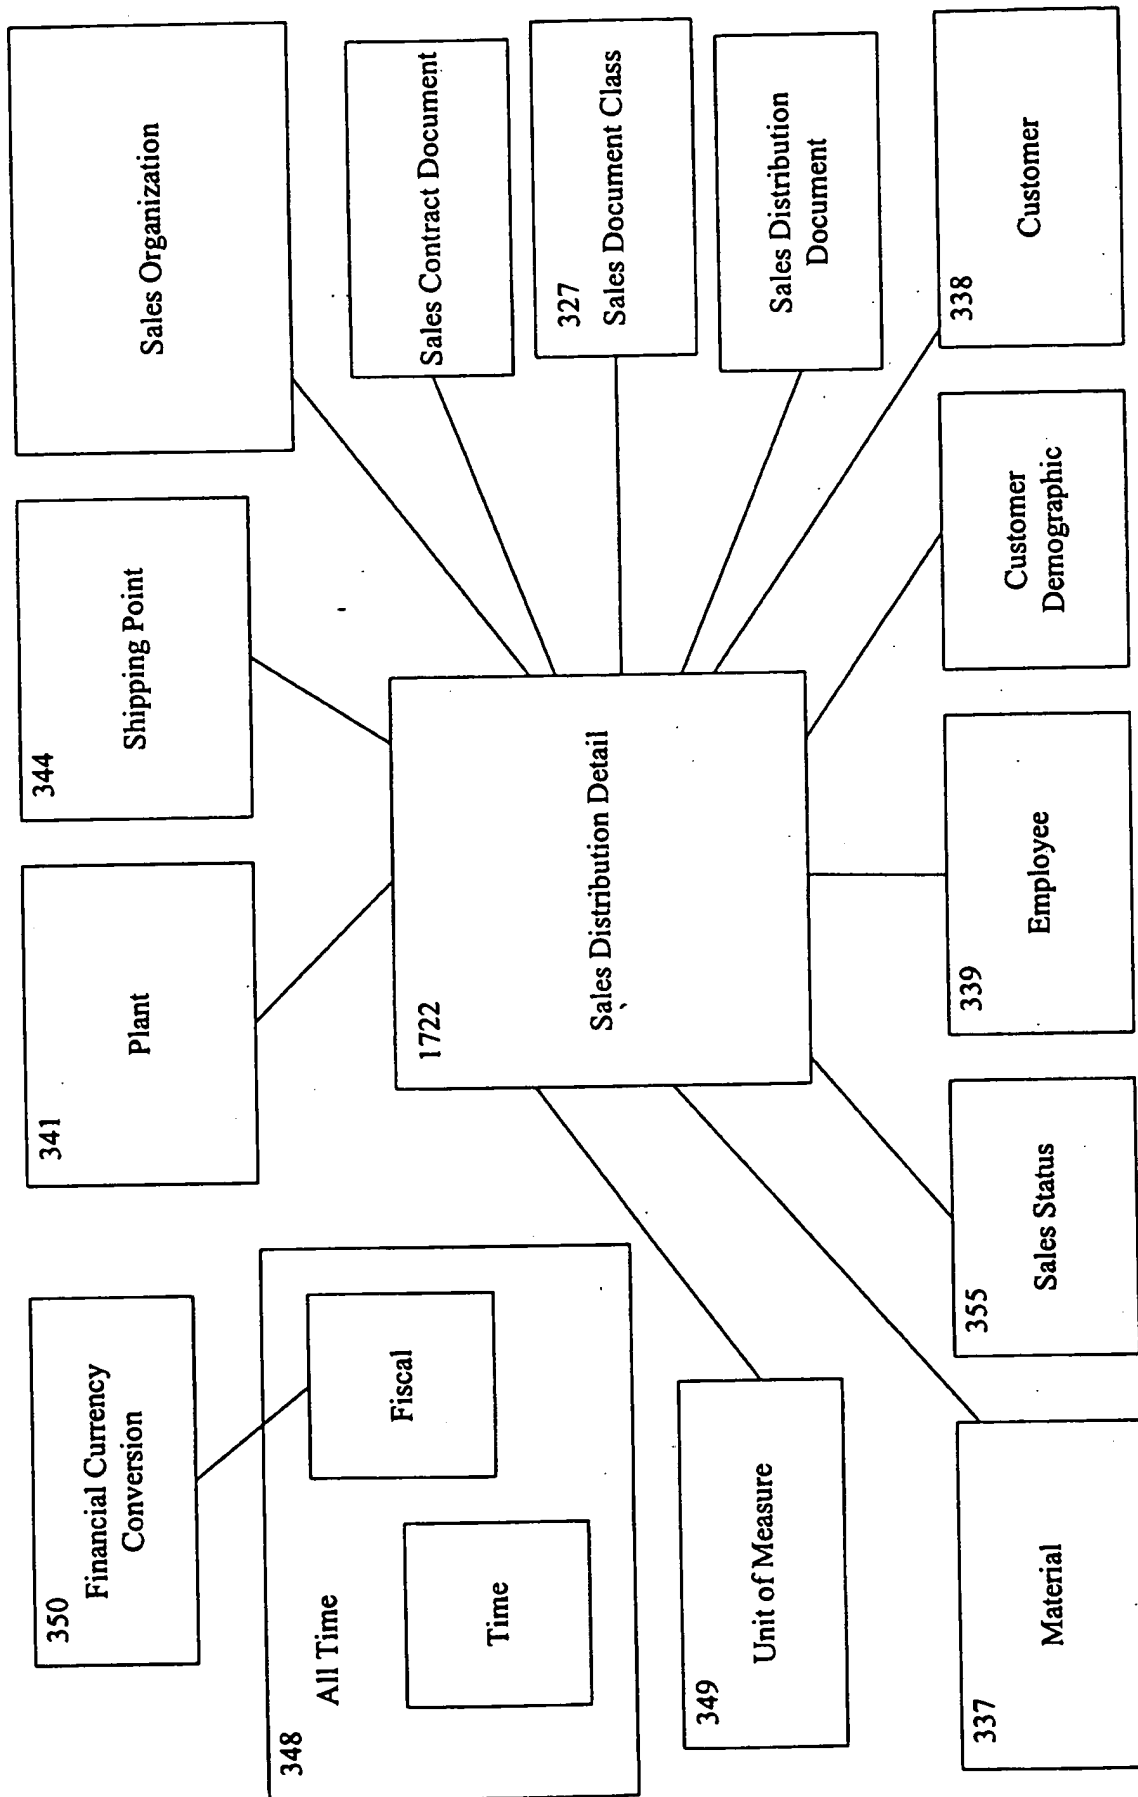 350
Financial Currency
Conversion
341
Plant
344
Shipping Point
Sales Organization
348
All Time
Time
Fiscal
1722
Sales Distribution Detail
Sales Contract Document
327
Sales Document Class
Sales Distribution
Document
349
Unit of Measure
337
Material
355
Sales Status
339
Employee
Customer
Demographic
338
Customer